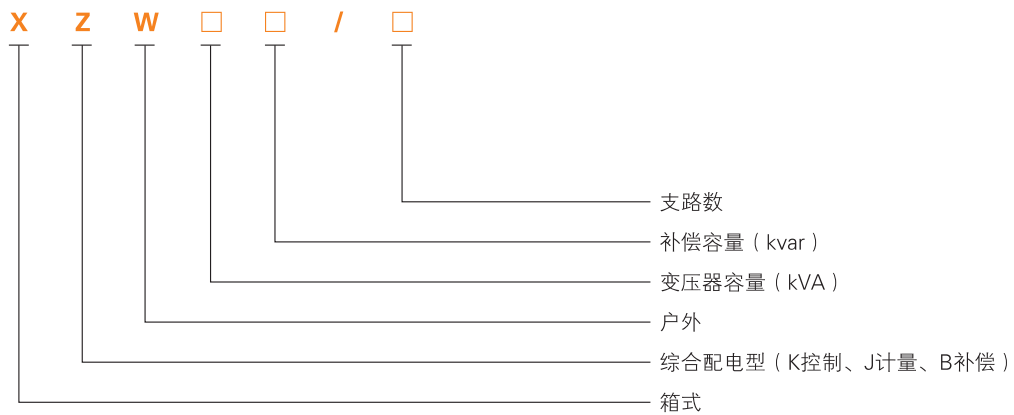 X Z W □ □ / □
支路数
补偿容量（kvar）
变压器容量（kVA）
户外
综合配电型（K控制、J计量、B补偿）
箱式